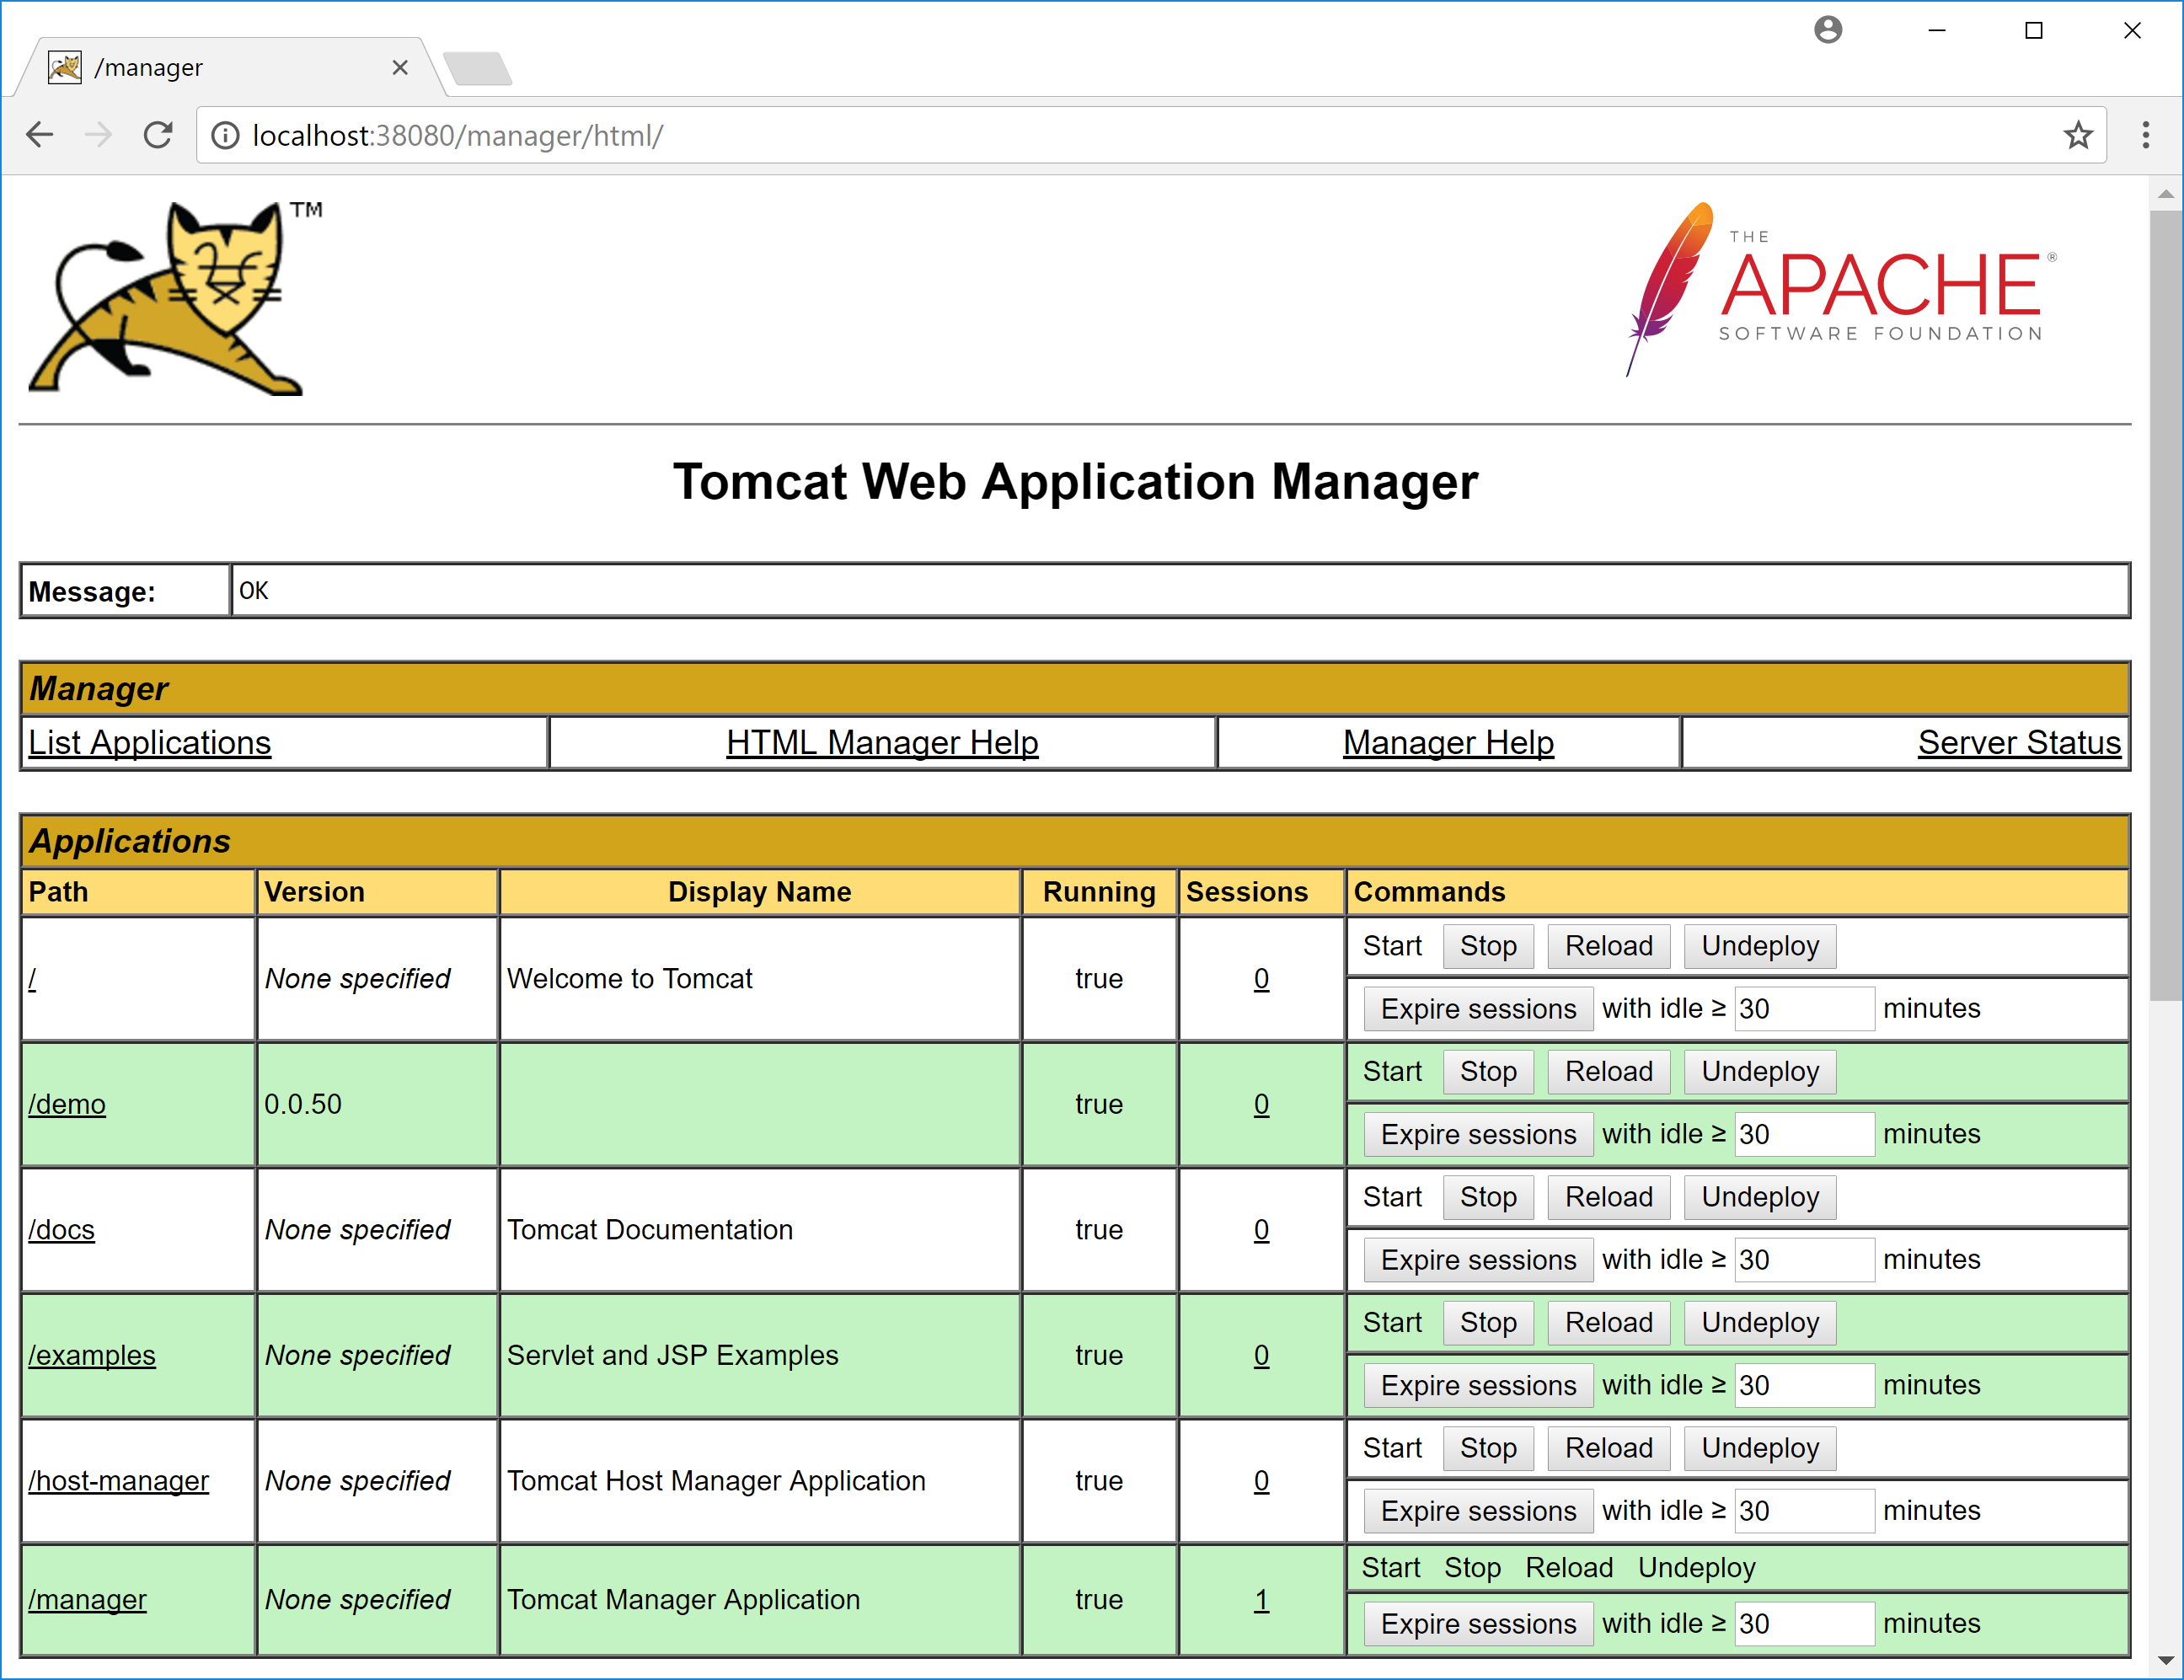 /manager
localhost:38080/manager/html/
TM
THE
APACHE®
SOFTWARE FOUNDATION
Tomcat Web Application Manager
Message: OK
Manager
List Applications HTML Manager Help Manager Help Server Status
Applications
Path Version Display Name Running Sessions Commands
/ None specified Welcome to Tomcat true 0 Start Stop Reload Undeploy
Expire sessions with idle ≥ 30 minutes
/demo 0.0.50 true 0 Start Stop Reload Undeploy
Expire sessions with idle ≥ 30 minutes
/docs None specified Tomcat Documentation true 0 Start Stop Reload Undeploy
Expire sessions with idle ≥ 30 minutes
/examples None specified Servlet and JSP Examples true 0 Start Stop Reload Undeploy
Expire sessions with idle ≥ 30 minutes
/host-manager None specified Tomcat Host Manager Application true 0 Start Stop Reload Undeploy
Expire sessions with idle ≥ 30 minutes
/manager None specified Tomcat Manager Application true 1 Start Stop Reload Undeploy
Expire sessions with idle ≥ 30 minutes